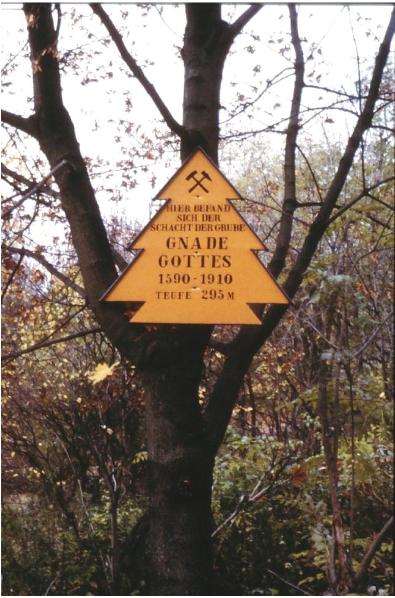 HIER BEFAND
SICH DER
SCHACHT DER GRUBE
GNADE
GOTTES
1590-1910
TEUFE 295 M